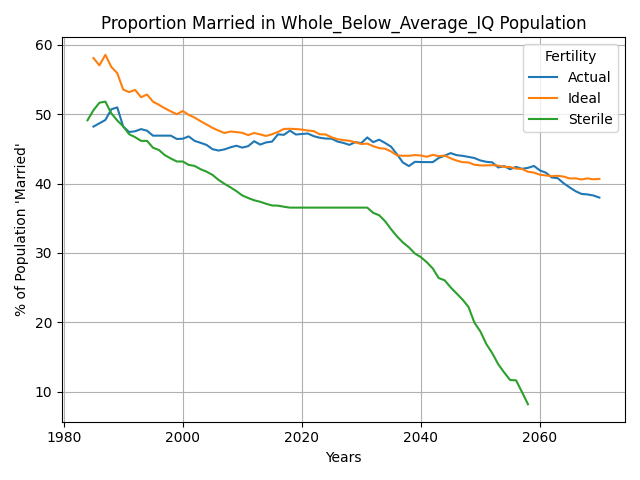 Proportion Married in Whole_Below_Average_IQ Population
60
50
40
30
20
10
% of Population 'Married'
Fertility
Actual
Ideal
Sterile
1980
2000
2020
2040
2060
Years